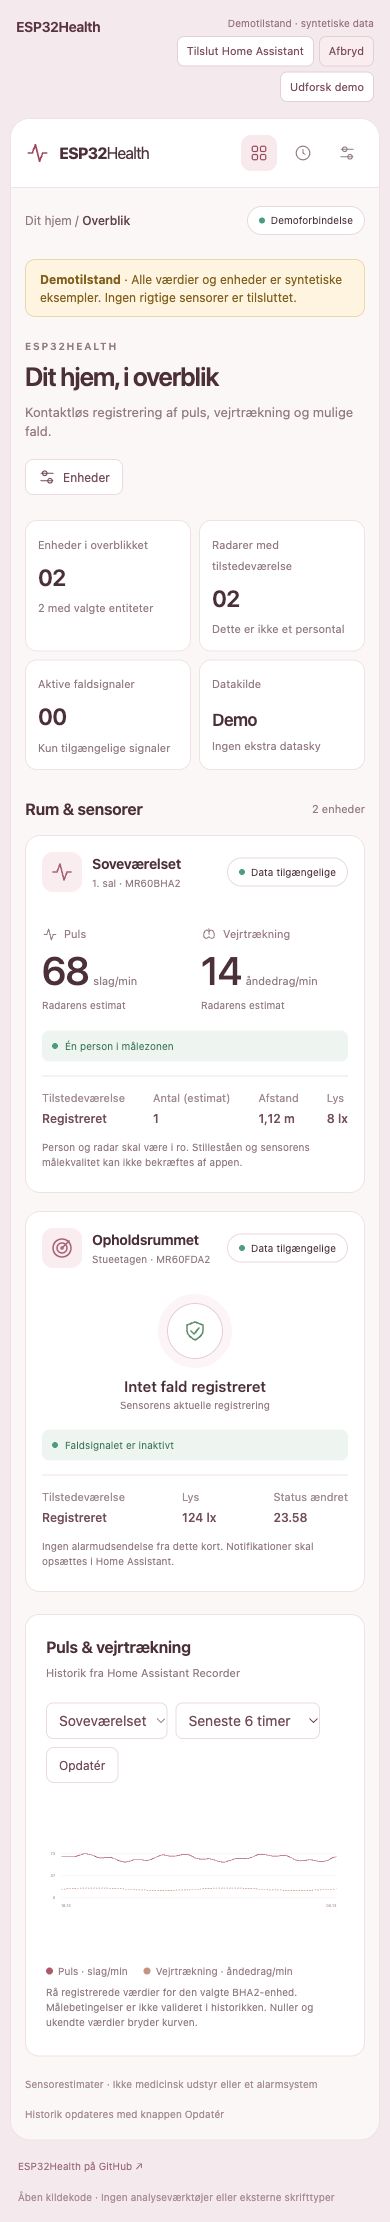 ESP32Health
Demotilstand · syntetiske data
Tilslut Home Assistant
Afbryd
Udforsk demo
ESP32Health
Dit hjem / Overblik
Demoforbindelse
Demotilstand · Alle værdier og enheder er syntetiske
eksempler. Ingen rigtige sensorer er tilsluttet.
ESP32HEALTH
Dit hjem, i overblik
Kontaktløs registrering af puls, vejrtrækning og mulige
fald.
Enheder
Enheder i overblikket
02
2 med valgte entiteter
Radarer med
tilstedeværelse
02
Dette er ikke et persontal
Aktive faldsignaler
00
Kun tilgængelige signaler
Datakilde
Demo
Ingen ekstra datasky
Rum & sensorer
2 enheder
Soveværelset
1. sal · MR60BHA2
Data tilgængelige
Puls
68 slag/min
Radarens estimat
Vejrtrækning
14 åndedrag/min
Radarens estimat
Én person i målezonen
Tilstedeværelse
Registreret
Antal (estimat)
1
Afstand
1,12 m
Lys
8 lx
Person og radar skal være i ro. Stilleståen og sensorens
målekvalitet kan ikke bekræftes af appen.
Opholdsrummet
Stueetagen · MR60FDA2
Data tilgængelige
Intet fald registreret
Sensorens aktuelle registrering
Faldsignalet er inaktivt
Tilstedeværelse
Registreret
Lys
124 lx
Status ændret
23.58
Ingen alarmudsendelse fra dette kort. Notifikationer skal
opsættes i Home Assistant.
Puls & vejrtrækning
Historik fra Home Assistant Recorder
Soveværelset
Seneste 6 timer
Opdatér
Puls · slag/min
Vejrtrækning · åndedrag/min
Rå registrerede værdier for den valgte BHA2-enhed.
Målebetingelser er ikke valideret i historikken. Nuller og
ukendte værdier bryder kurven.
Sensorestimater · Ikke medicinsk udstyr eller et alarmsystem
Historik opdateres med knappen Opdatér
ESP32Health på GitHub ↗
Åben kildekode · Ingen analyseværktøjer eller eksterne skrifttyper